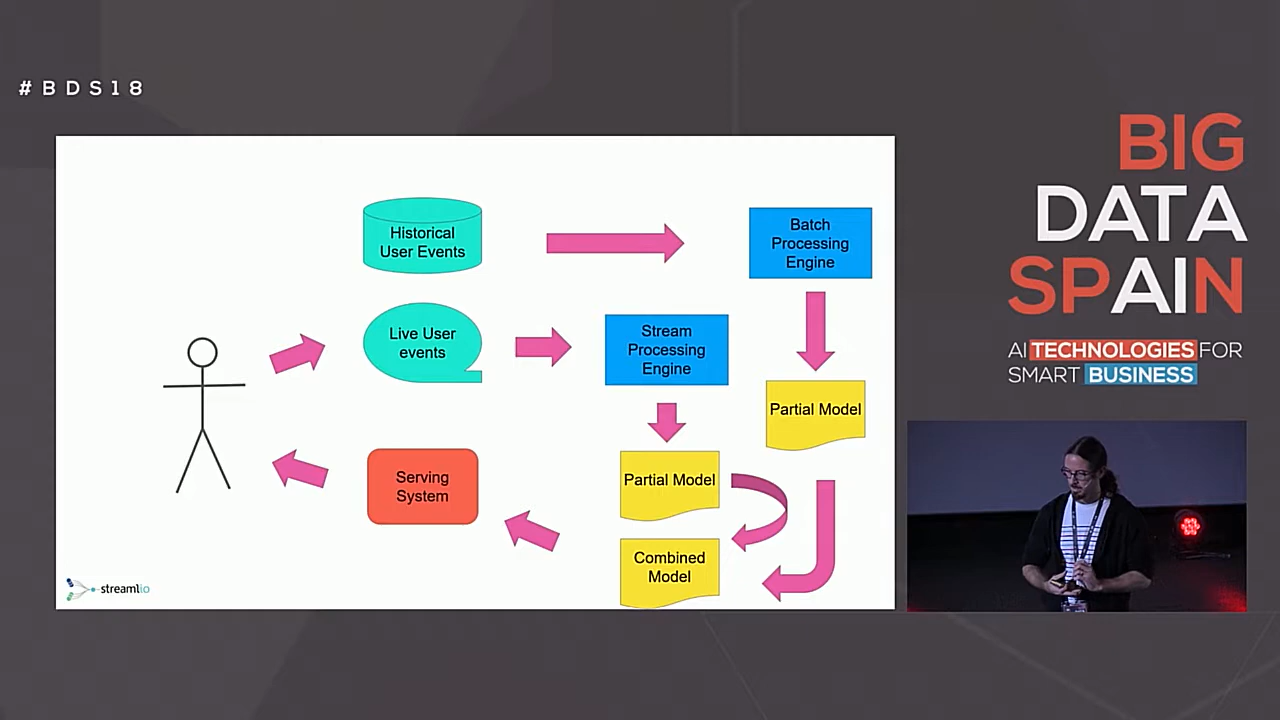 #BDS18
BIG
DATA
SPAIN
AI TECHNOLOGIES FOR
SMART BUSINESS
Historical
User Events
Batch
Processing
Engine
Live User
events
Stream
Processing
Engine
Partial Model
Serving
System
Partial Model
Combined
Model
streamlio